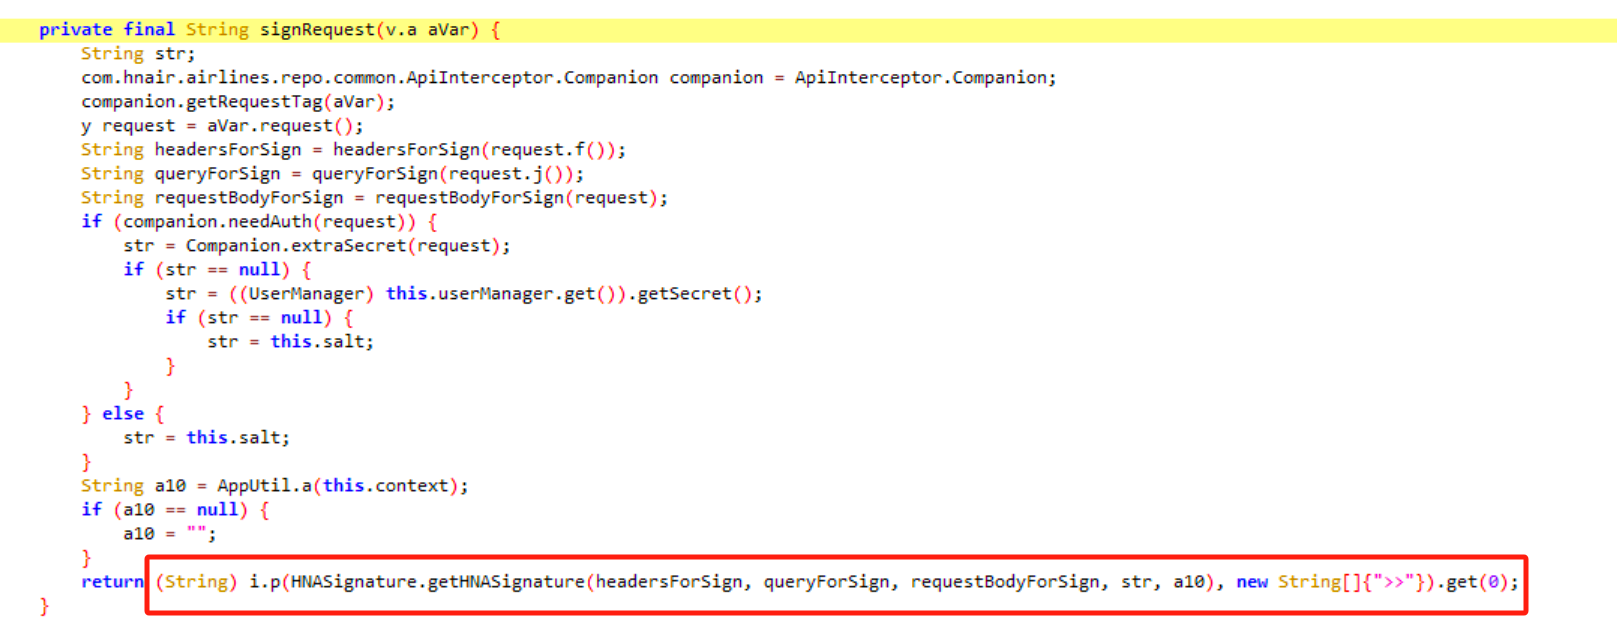 private final String signRequest(v.a aVar) {
String str;
com.hnair.airlines.repo.common.ApiInterceptor.Companion companion = ApiInterceptor.Companion;
companion.getRequestTag(aVar);
y request = aVar.request();
String headersForSign = headersForSign(request.f());
String queryForSign = queryForSign(request.j());
String requestBodyForSign = requestBodyForSign(request);
if (companion.needAuth(request)) {
str = Companion.extraSecret(request);
if (str == null) {
str = ((UserManager) this.userManager.get()).getSecret();
if (str == null) {
str = this.salt;
}
}
} else {
str = this.salt;
}
String a10 = AppUtil.a(this.context);
if (a10 == null) {
a10 = "";
}
return (String) i.p(HNASignature.getHNASignature(headersForSign, queryForSign, requestBodyForSign, str, a10), new String[]{">>"}).get(0);
}